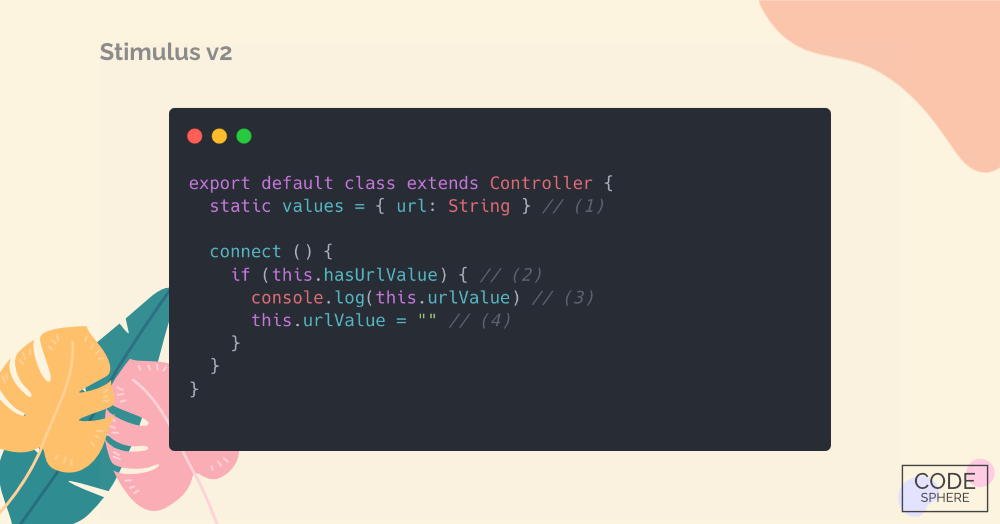 Stimulus v2
export default class extends Controller {
  static values = { url: String } // (1)

  connect () {
    if (this.hasUrlValue) { // (2)
      console.log(this.urlValue) // (3)
      this.urlValue = "" // (4)
    }
  }
}
CODE
SPHERE